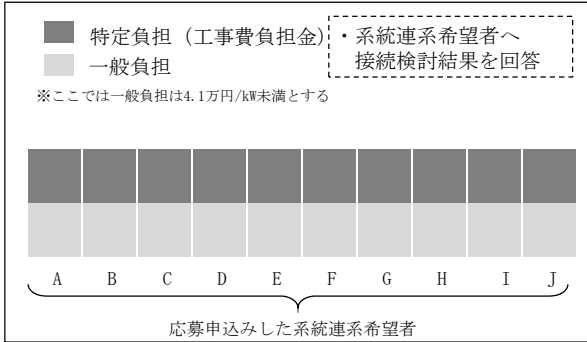 特定負担（工事費負担金）
一般負担
※ここでは一般負担は4.1万円/kW未満とする
・系統連系希望者へ
接続検討結果を回答
A B C D E F G H I J
応募申込みした系統連系希望者